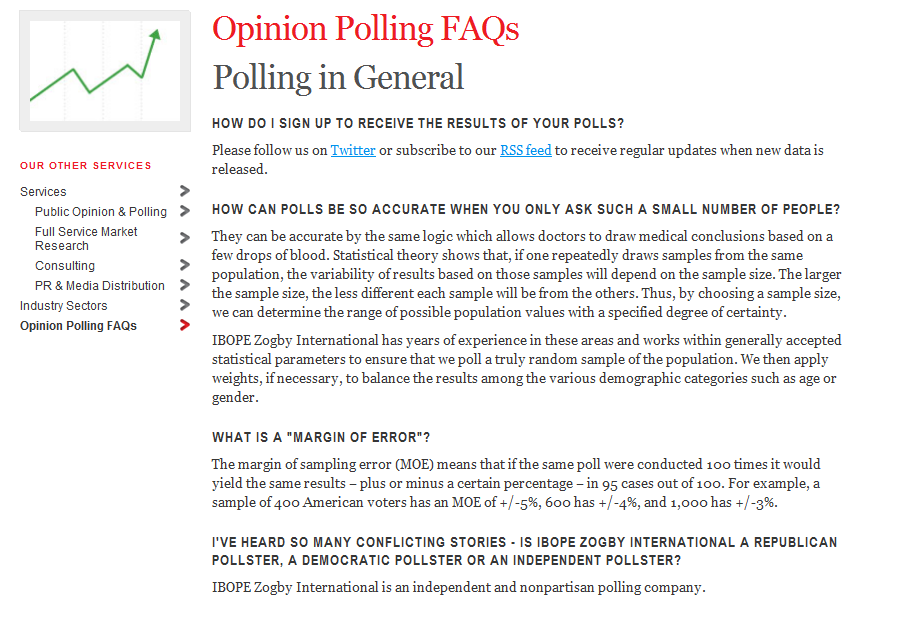 Opinion Polling FAQs
Polling in General
HOW DO I SIGN UP TO RECEIVE THE RESULTS OF YOUR POLLS?
Please follow us on Twitter or subscribe to our RSS feed to receive regular updates when new data is
released.
HOW CAN POLLS BE SO ACCURATE WHEN YOU ONLY ASK SUCH A SMALL NUMBER OF PEOPLE?
They can be accurate by the same logic which allows doctors to draw medical conclusions based on a
few drops of blood. Statistical theory shows that, if one repeatedly draws samples from the same
population, the variability of results based on those samples will depend on the sample size. The larger
the sample size, the less different each sample will be from the others. Thus, by choosing a sample size,
we can determine the range of possible population values with a specified degree of certainty.
IBOPE Zogby International has years of experience in these areas and works within generally accepted
statistical parameters to ensure that we poll a truly random sample of the population. We then apply
weights, if necessary, to balance the results among the various demographic categories such as age or
gender.
WHAT IS A "MARGIN OF ERROR"?
The margin of sampling error (MOE) means that if the same poll were conducted 100 times it would
yield the same results – plus or minus a certain percentage – in 95 cases out of 100. For example, a
sample of 400 American voters has an MOE of +/-5%, 600 has +/-4%, and 1,000 has +/-3%.
I'VE HEARD SO MANY CONFLICTING STORIES - IS IBOPE ZOGBY INTERNATIONAL A REPUBLICAN
POLLSTER, A DEMOCRATIC POLLSTER OR AN INDEPENDENT POLLSTER?
IBOPE Zogby International is an independent and nonpartisan polling company.
OUR OTHER SERVICES
Services
Public Opinion & Polling
Full Service Market
Research
Consulting
PR & Media Distribution
Industry Sectors
Opinion Polling FAQs